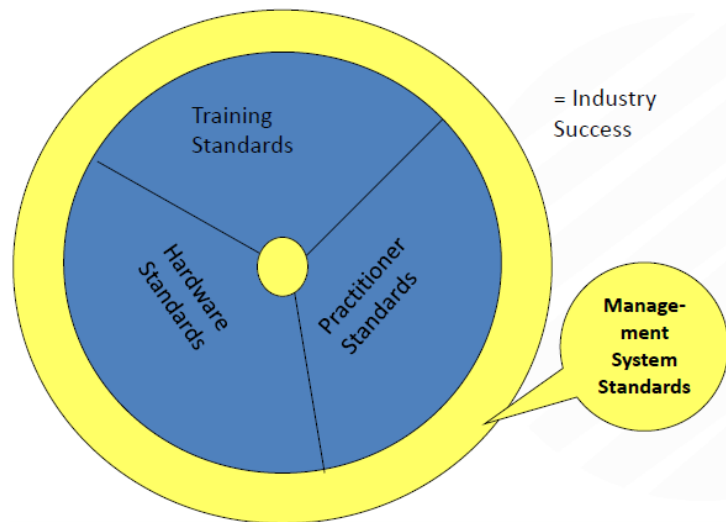 Training
Standards
= Industry
Success
Hardware
Standards
Practitioner
Standards
Manage-
ment
System
Standards